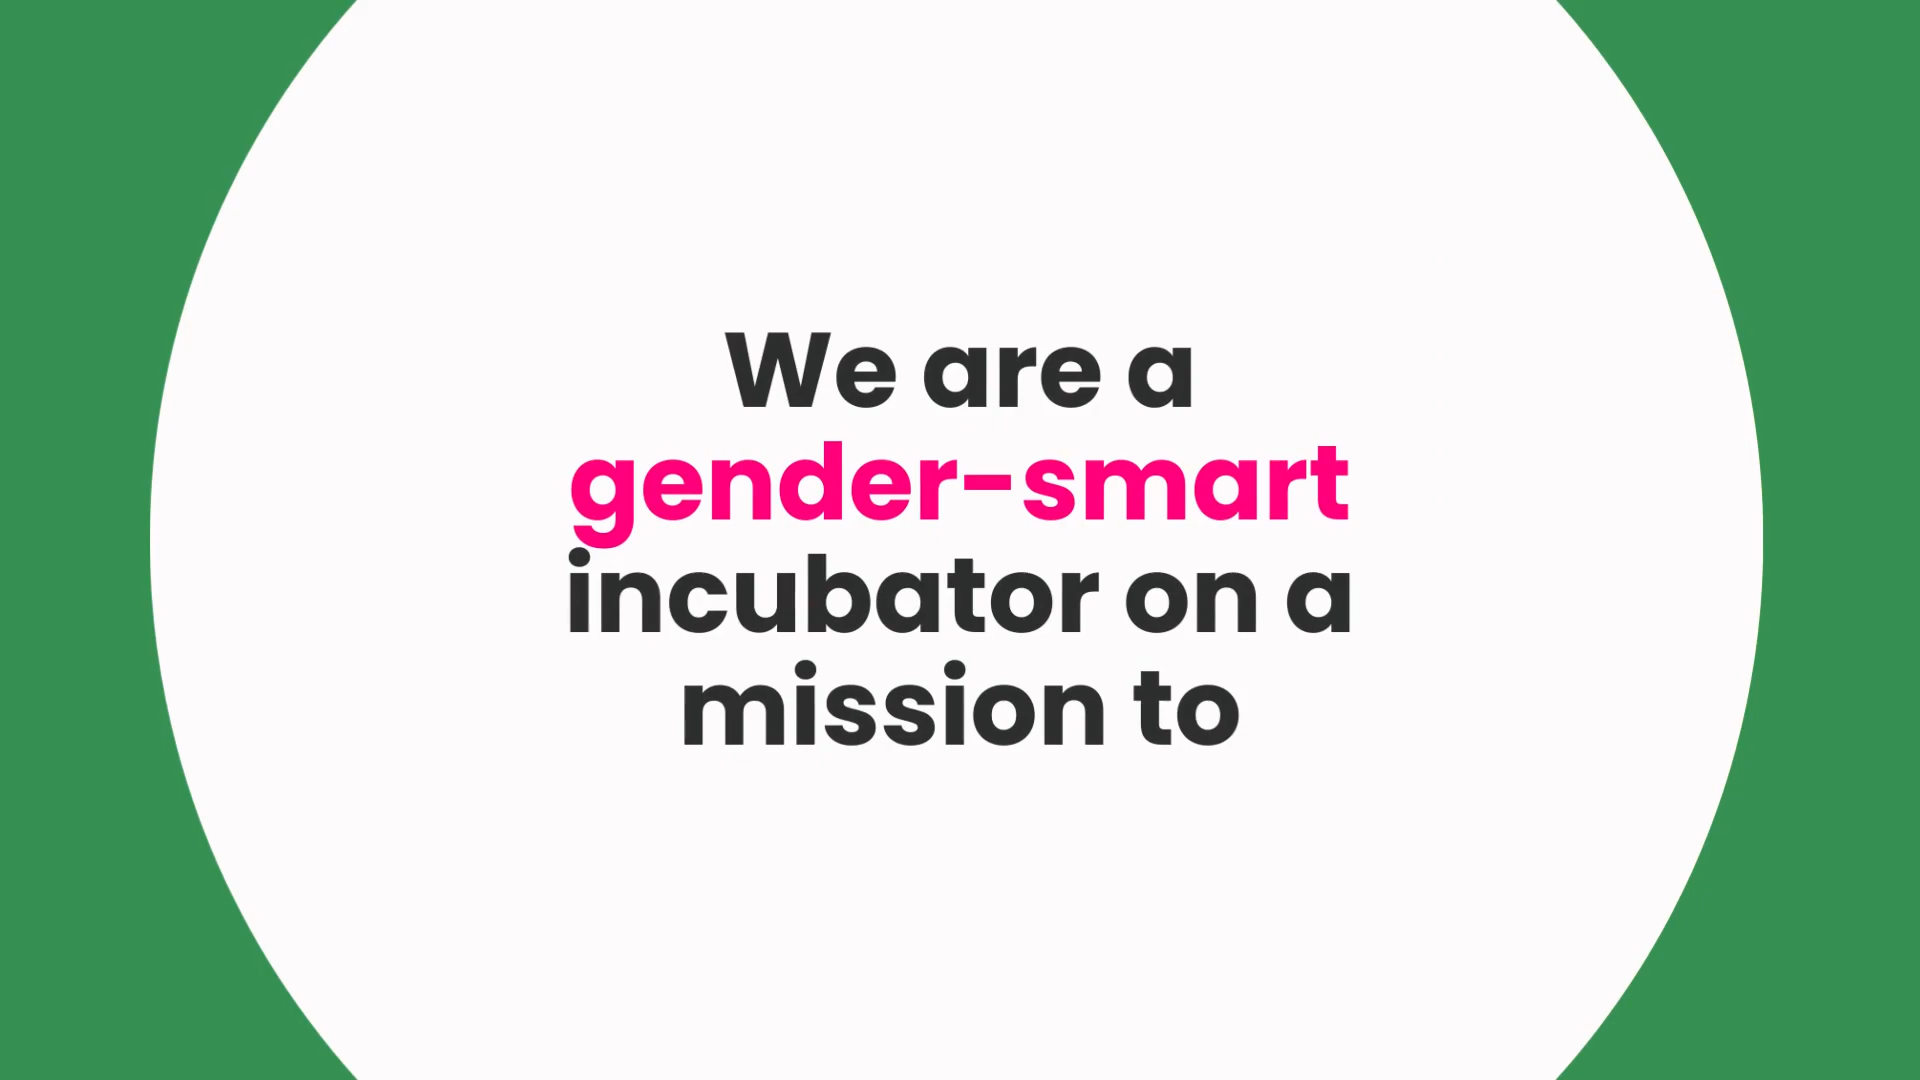 We are a
gender-smart
incubator on a
mission to